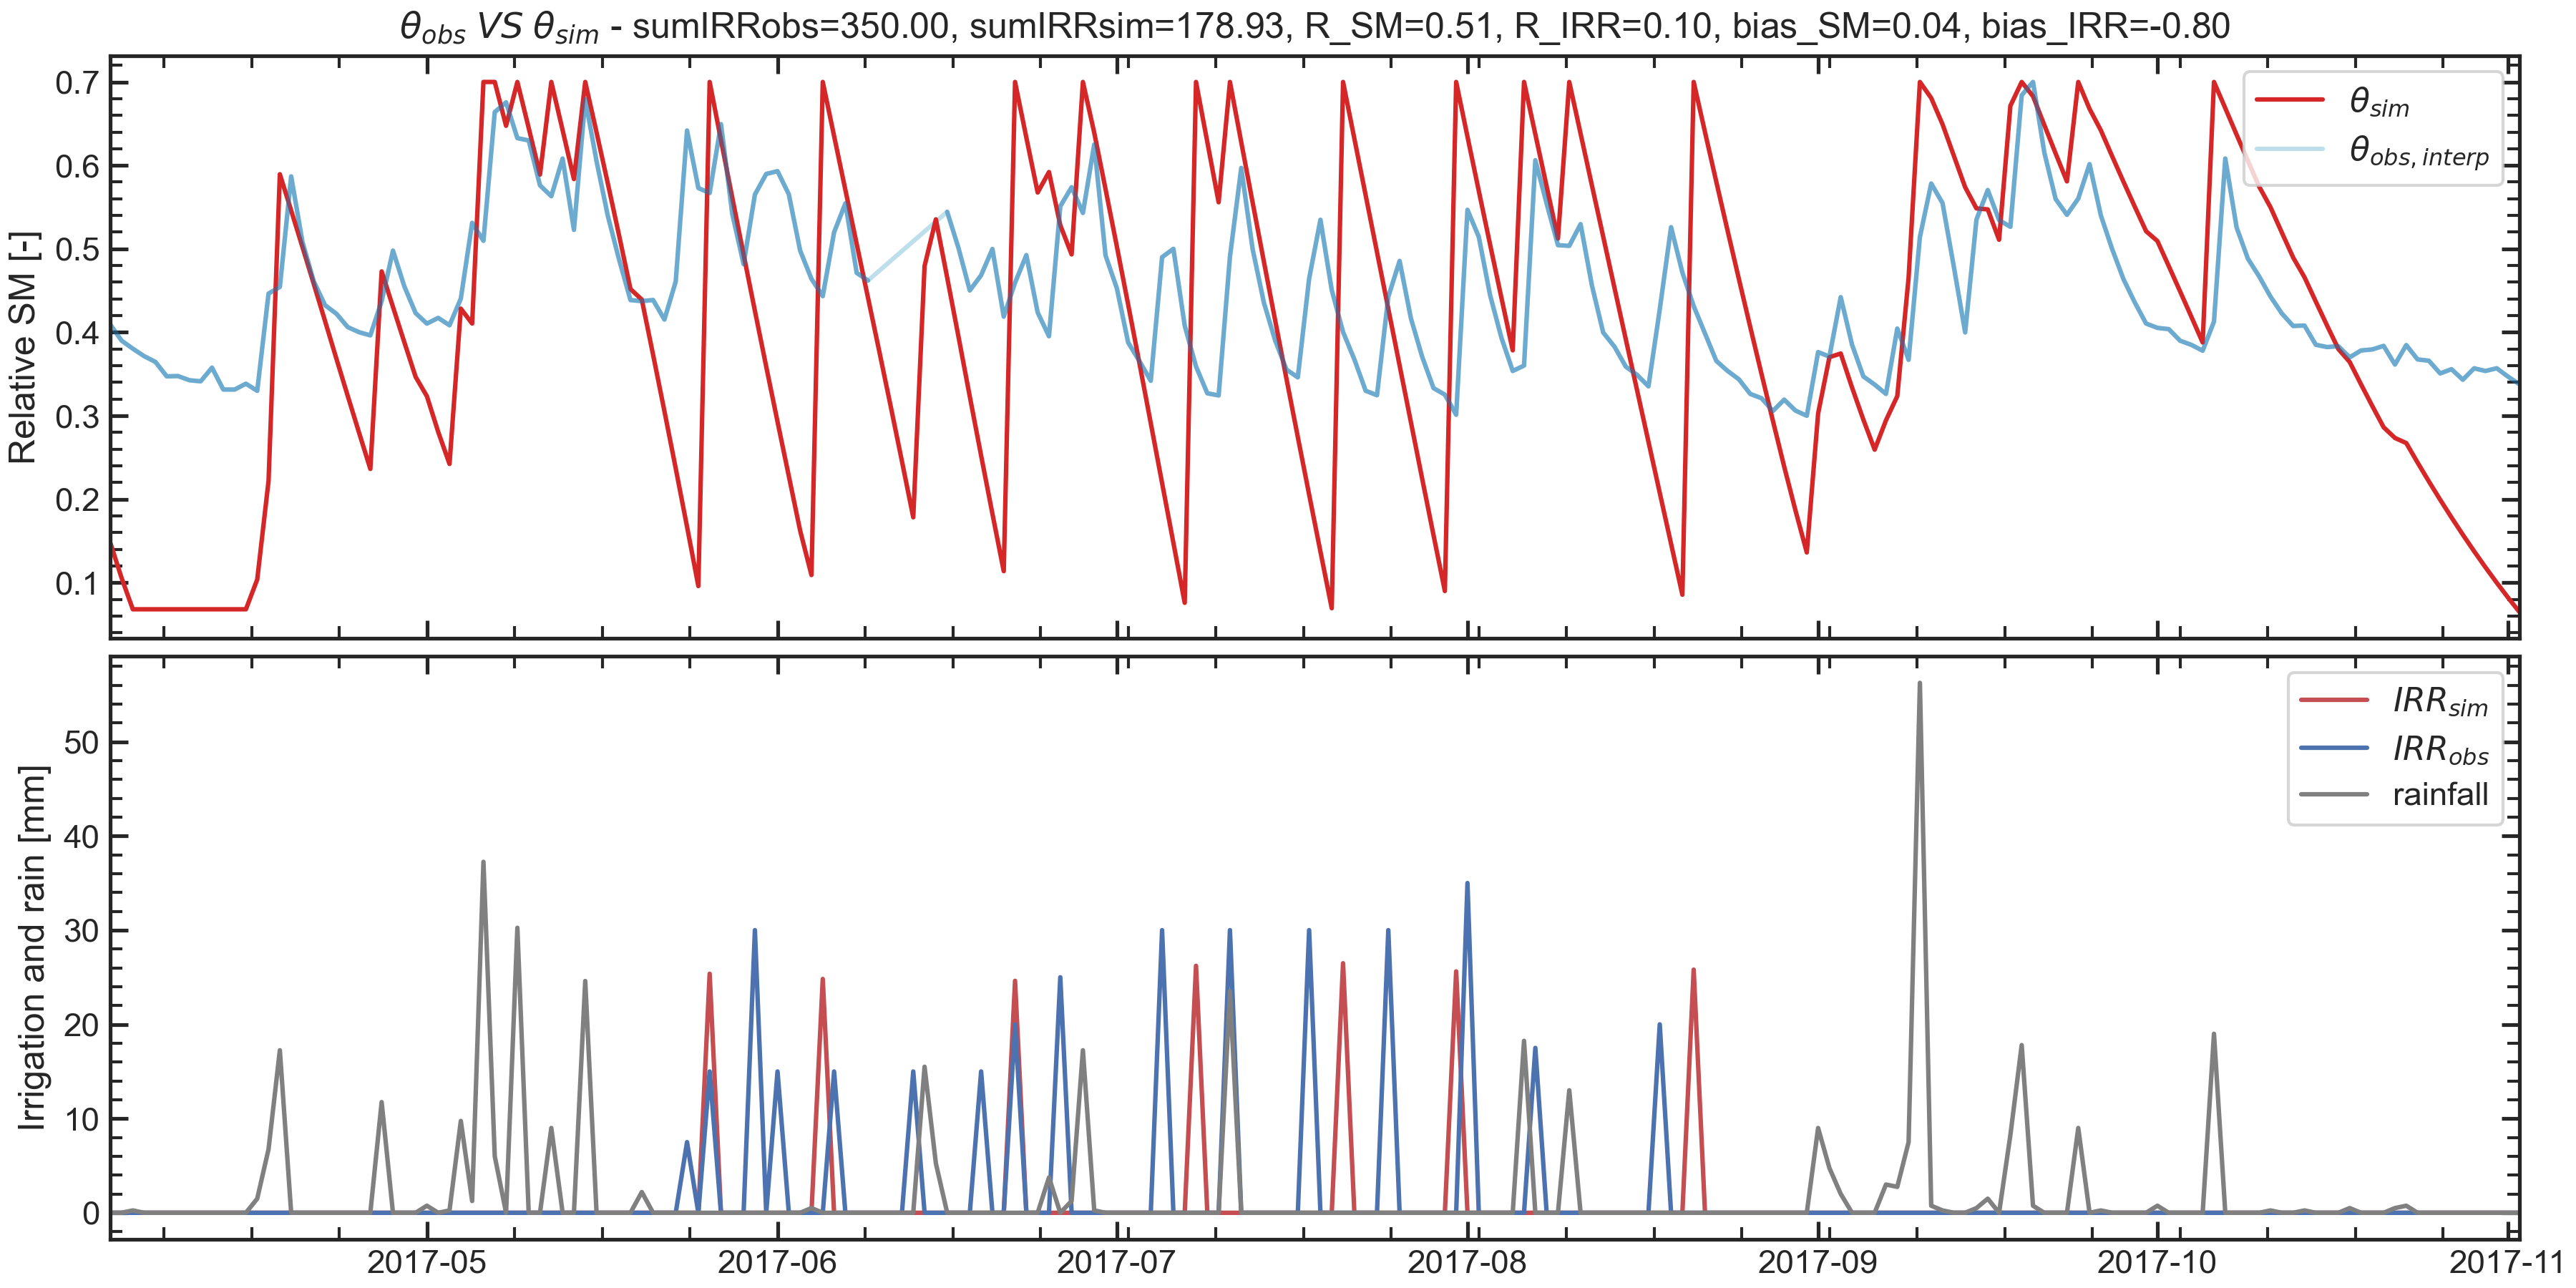 θobs VS θsim - sumIRRobs=350.00, sumIRRsim=178.93, R_SM=0.51, R_IRR=0.10, bias_SM=0.04, bias_IRR=-0.80
Relative SM [-]
0.7
0.6
0.5
0.4
0.3
0.2
0.1
θsim
θobs, interp
Irrigation and rain [mm]
50
40
30
20
10
0
IRRsim
IRRobs
rainfall
2017-05
2017-06
2017-07
2017-08
2017-09
2017-10
2017-11